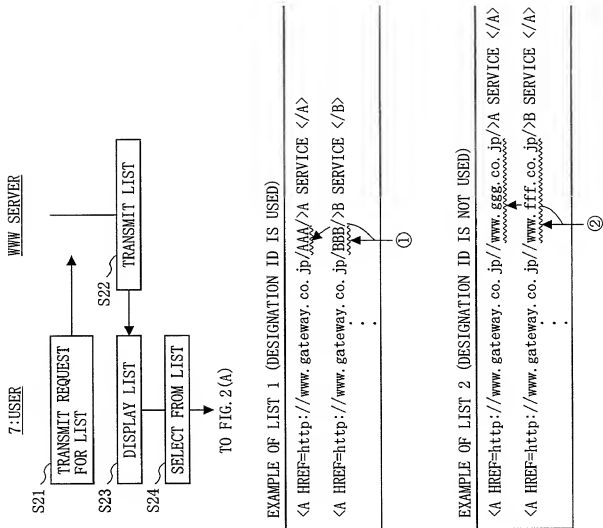 7:USER
WWW SERVER
S21
TRANSMIT REQUEST
FOR LIST
S22
TRANSMIT LIST
S23
DISPLAY LIST
S24
SELECT FROM LIST
TO FIG. 2(A)
EXAMPLE OF LIST 1 (DESIGNATION ID IS USED)
<A HREF=http://www.gateway.co.jp/AAA/>A SERVICE </A>
<A HREF=http://www.gateway.co.jp/BBB/>B SERVICE </B>
①
EXAMPLE OF LIST 2 (DESIGNATION ID IS NOT USED)
<A HREF=http://www.gateway.co.jp//www.ggg.co.jp/>A SERVICE </A>
<A HREF=http://www.gateway.co.jp//www.fff.co.jp/>B SERVICE </A>
②